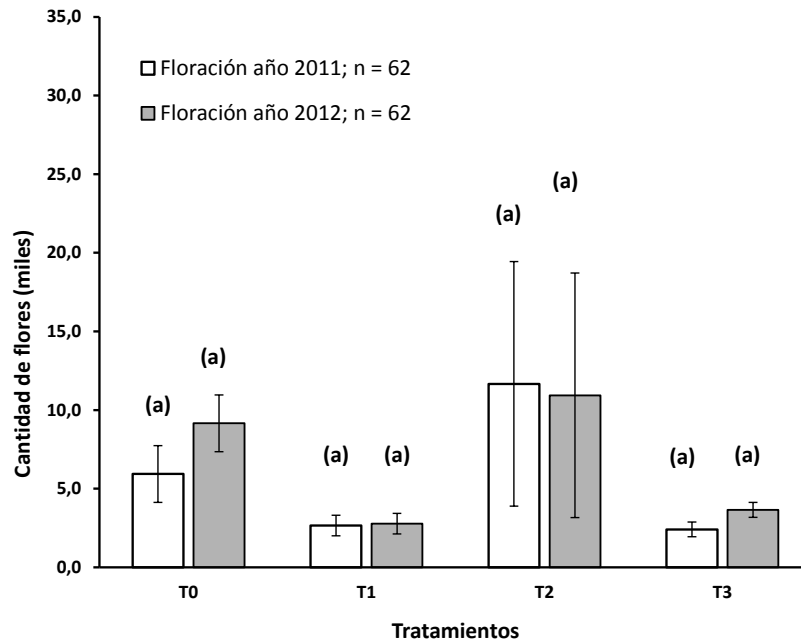 35,0
30,0
25,0
20,0
15,0
10,0
5,0
0,0
Cantidad de flores (miles)
Floración año 2011; n = 62
Floración año 2012; n = 62
(a)
(a)
(a)
(a)
(a)
(a)
(a)
(a)
T0
T1
T2
T3
Tratamientos